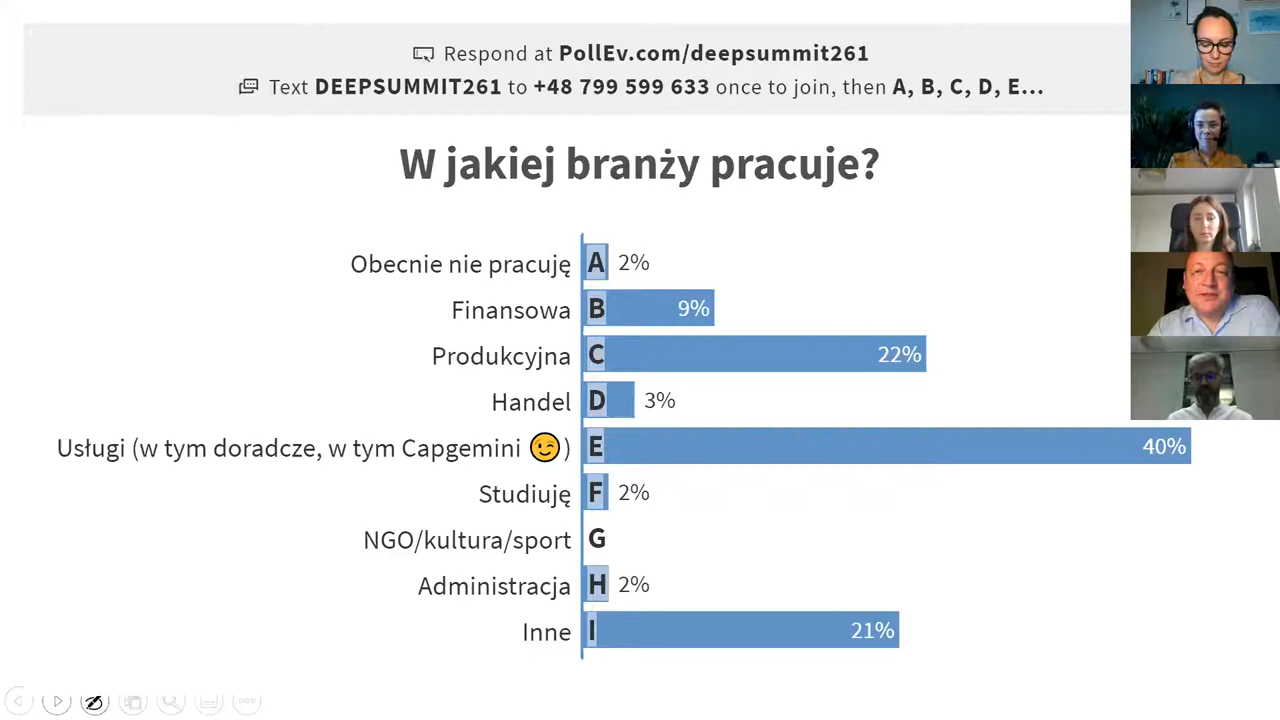 Respond at PollEv.com/deepsummit261
Text DEEPSUMMIT261 to +48 799 599 633 once to join, then A, B, C, D, E...
W jakiej branży pracuje?
Obecnie nie pracuję A 2%
Finansowa B 9%
Produkcyjna C 22%
Handel D 3%
Usługi (w tym doradcze, w tym Capgemini 😉) E 40%
Studiuję F 2%
NGO/kultura/sport G
Administracja H 2%
Inne I 21%